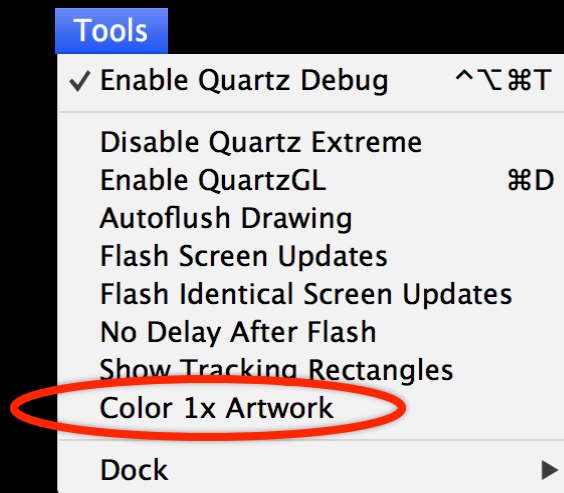 Tools
✓ Enable Quartz Debug ^⌥⌘T
Disable Quartz Extreme
Enable QuartzGL ⌘D
Autoflush Drawing
Flash Screen Updates
Flash Identical Screen Updates
No Delay After Flash
Show Tracking Rectangles
Color 1x Artwork
Dock ▶